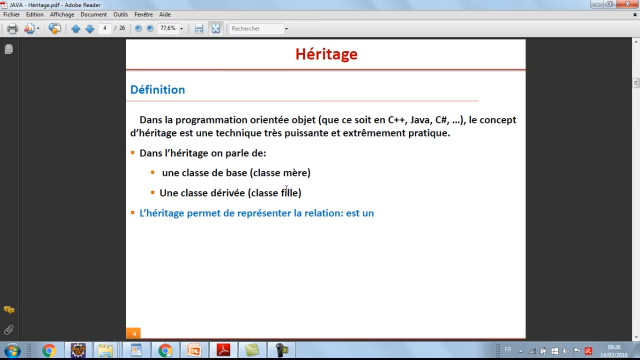 JAVA - Héritage.pdf - Adobe Reader
Fichier Edition Affichage Documents Outils Fenêtre Aide
4 / 26 77,6% Rechercher
Héritage
Définition
Dans la programmation orientée objet (que ce soit en C++, Java, C#, ...), le concept
d'héritage est une technique très puissante et extrêmement pratique.
Dans l'héritage on parle de:
une classe de base (classe mère)
Une classe dérivée (classe fille)
L'héritage permet de représenter la relation: est un
4
FR
09:26
14/03/2016